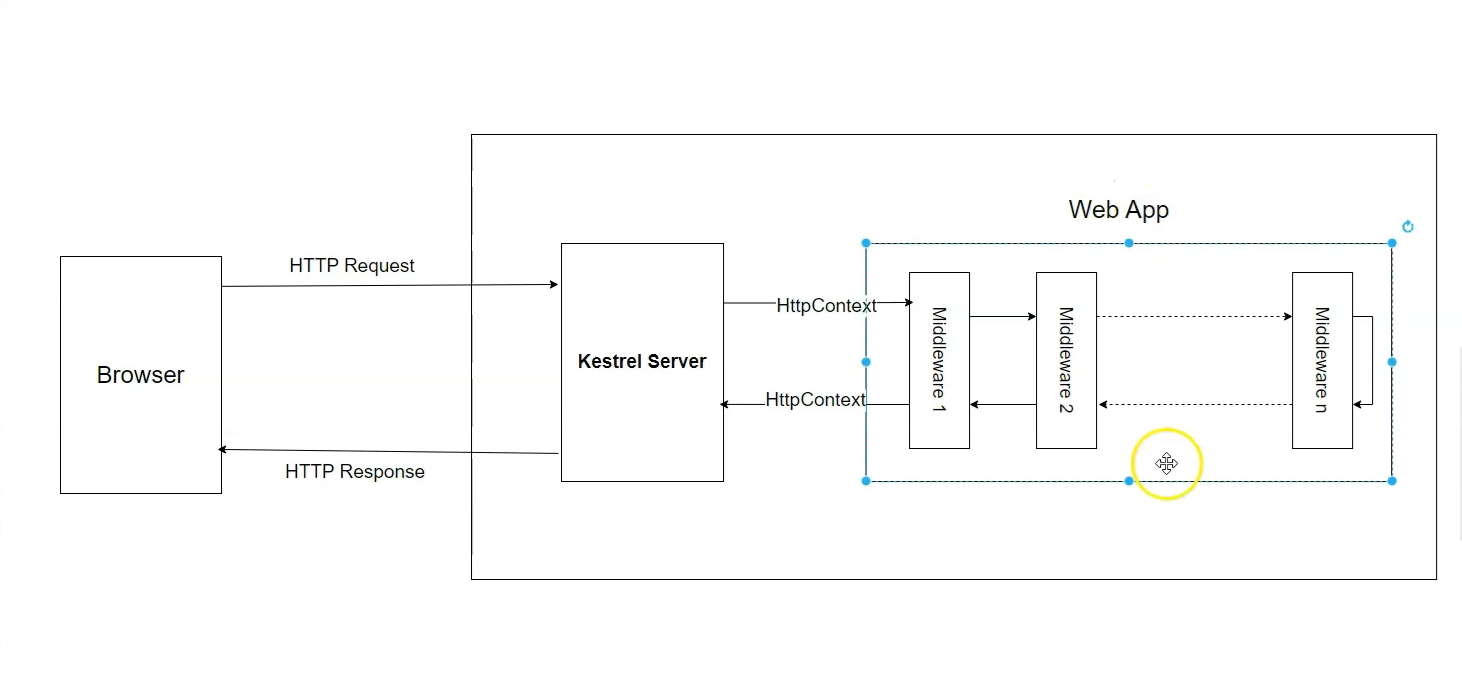 Web App
HTTP Request
HttpContext
Browser
Kestrel Server
HttpContext
HTTP Response
Middleware 1
Middleware 2
Middleware n